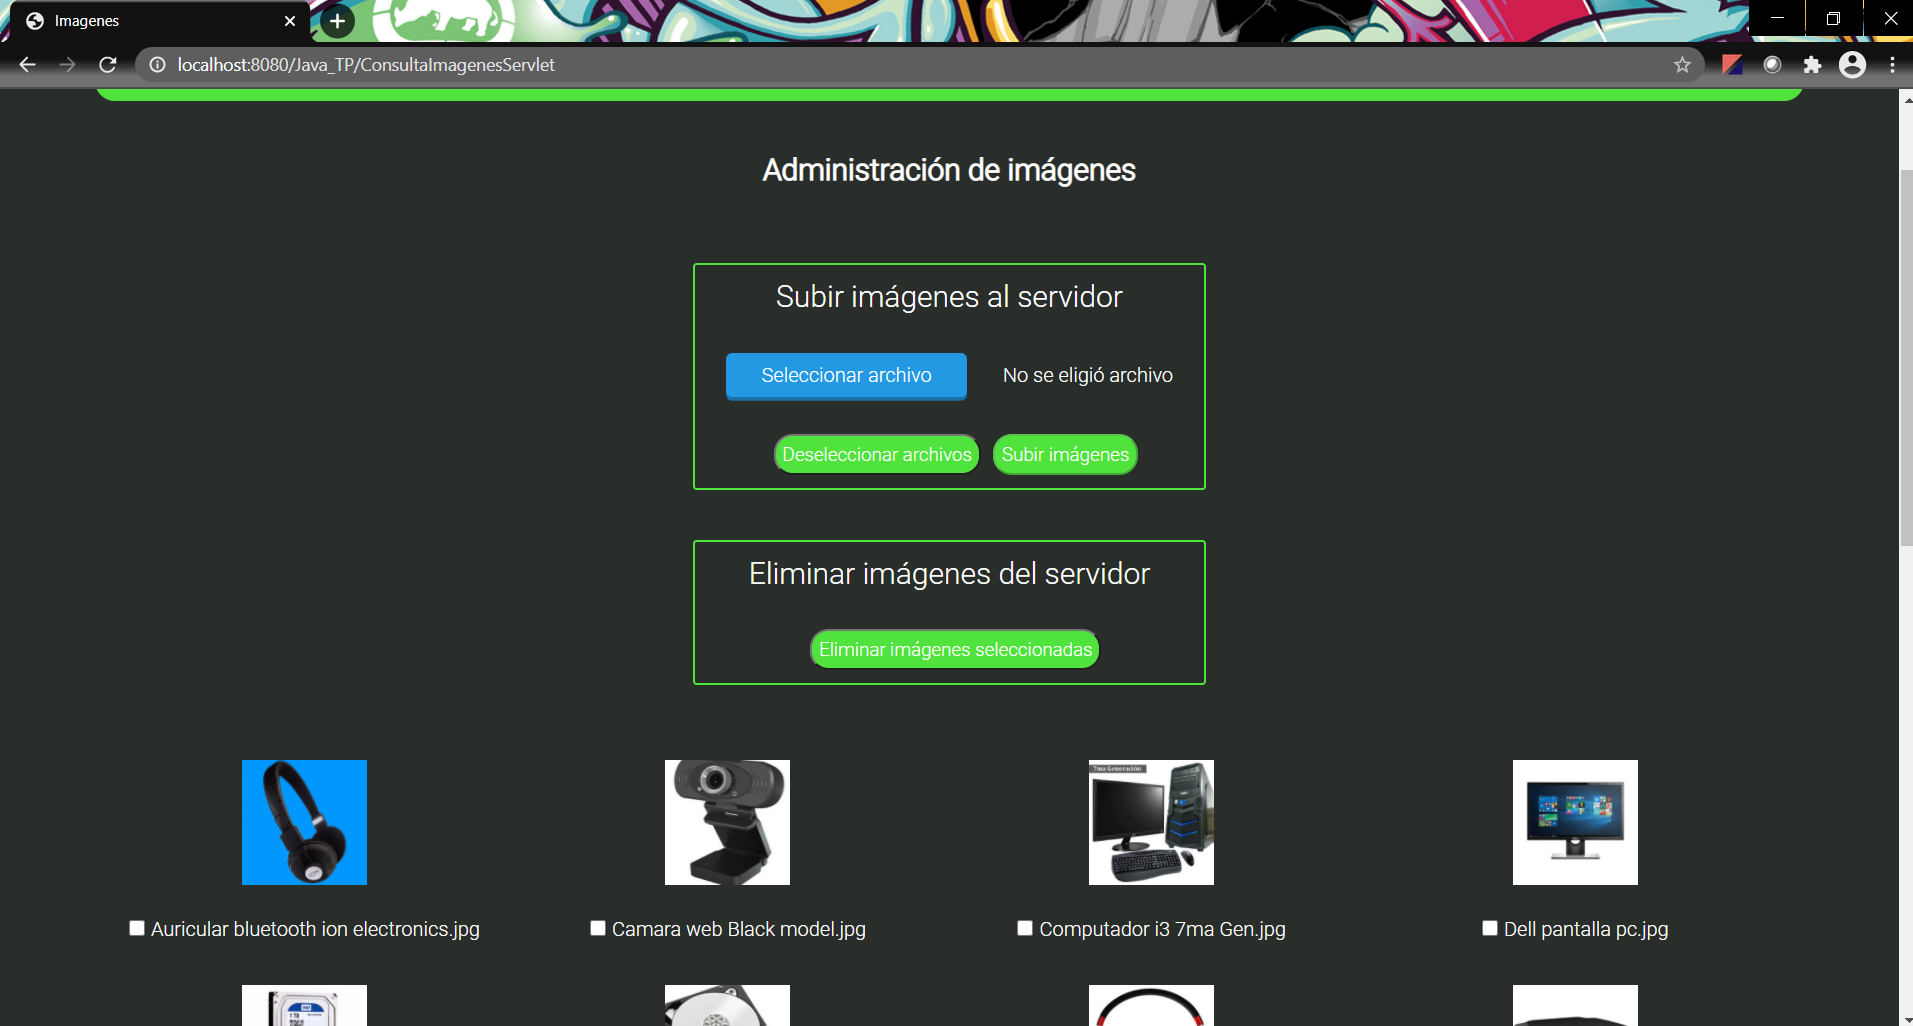 Imagenes
localhost:8080/Java_TP/ConsultaImagenesServlet
Administración de imágenes
Subir imágenes al servidor
Seleccionar archivo No se eligió archivo
Deseleccionar archivos Subir imágenes
Eliminar imágenes del servidor
Eliminar imágenes seleccionadas
7ma Generación
Auricular bluetooth ion electronics.jpg Camara web Black model.jpg Computador i3 7ma Gen.jpg Dell pantalla pc.jpg
1 TB